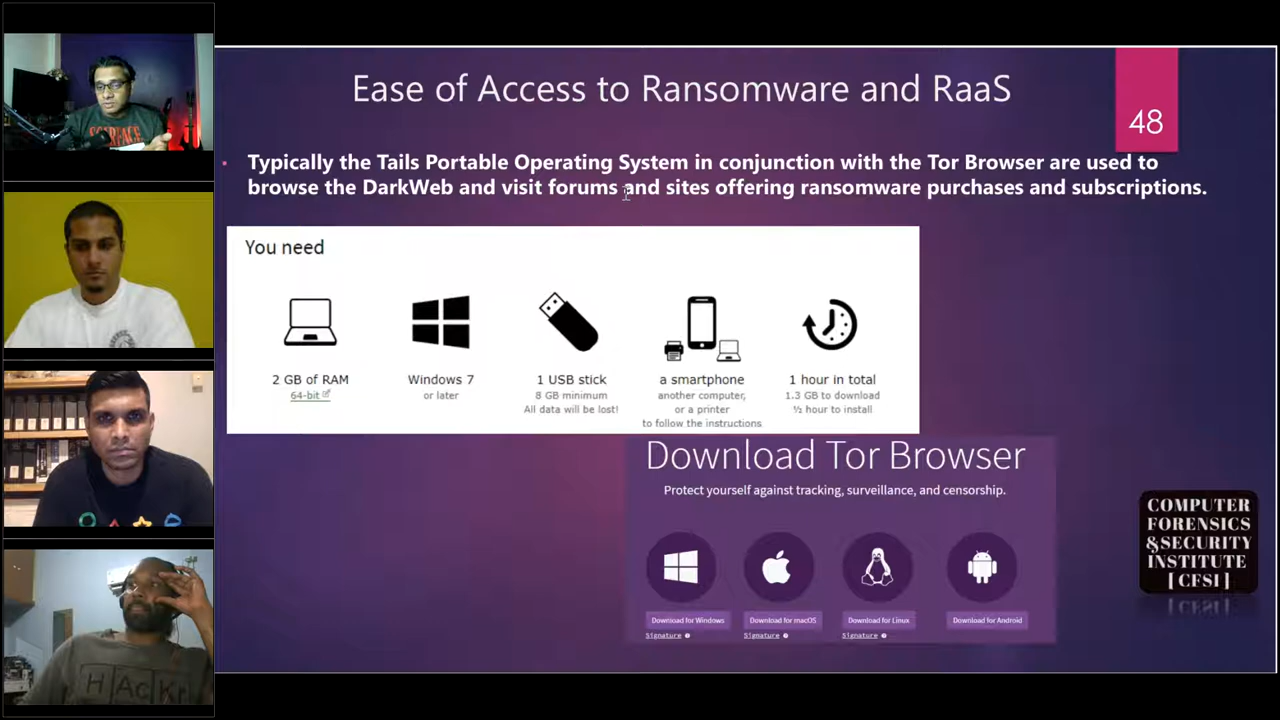 SCARFACE
Ease of Access to Ransomware and RaaS
48
Typically the Tails Portable Operating System in conjunction with the Tor Browser are used to
browse the DarkWeb and visit forums and sites offering ransomware purchases and subscriptions.
You need
2 GB of RAM
64-bit
Windows 7
or later
1 USB stick
8 GB minimum
All data will be lost!
a smartphone
another computer,
or a printer
to follow the instructions
1 hour in total
1.3 GB to download
½ hour to install
Download Tor Browser
Protect yourself against tracking, surveillance, and censorship.
Download for Windows
Signature
Download for macOS
Signature
Download for Linux
Signature
Download for Android
COMPUTER
FORENSICS
&SECURITY
INSTITUTE
[ CFSI ]
HACKr